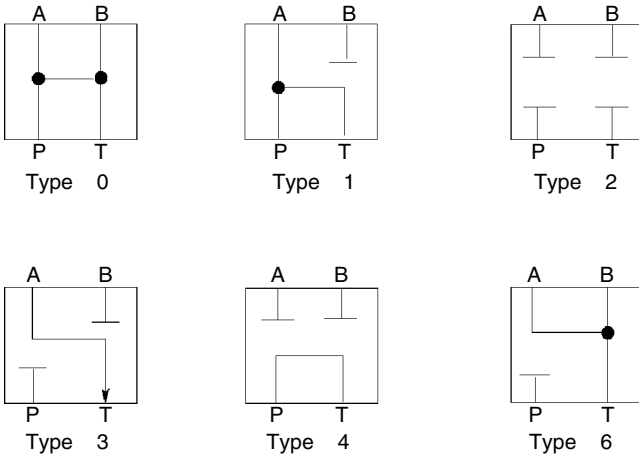 A B A B A B
P T P T P T
Type 0 Type 1 Type 2
A B A B A B
P T P T P T
Type 3 Type 4 Type 6